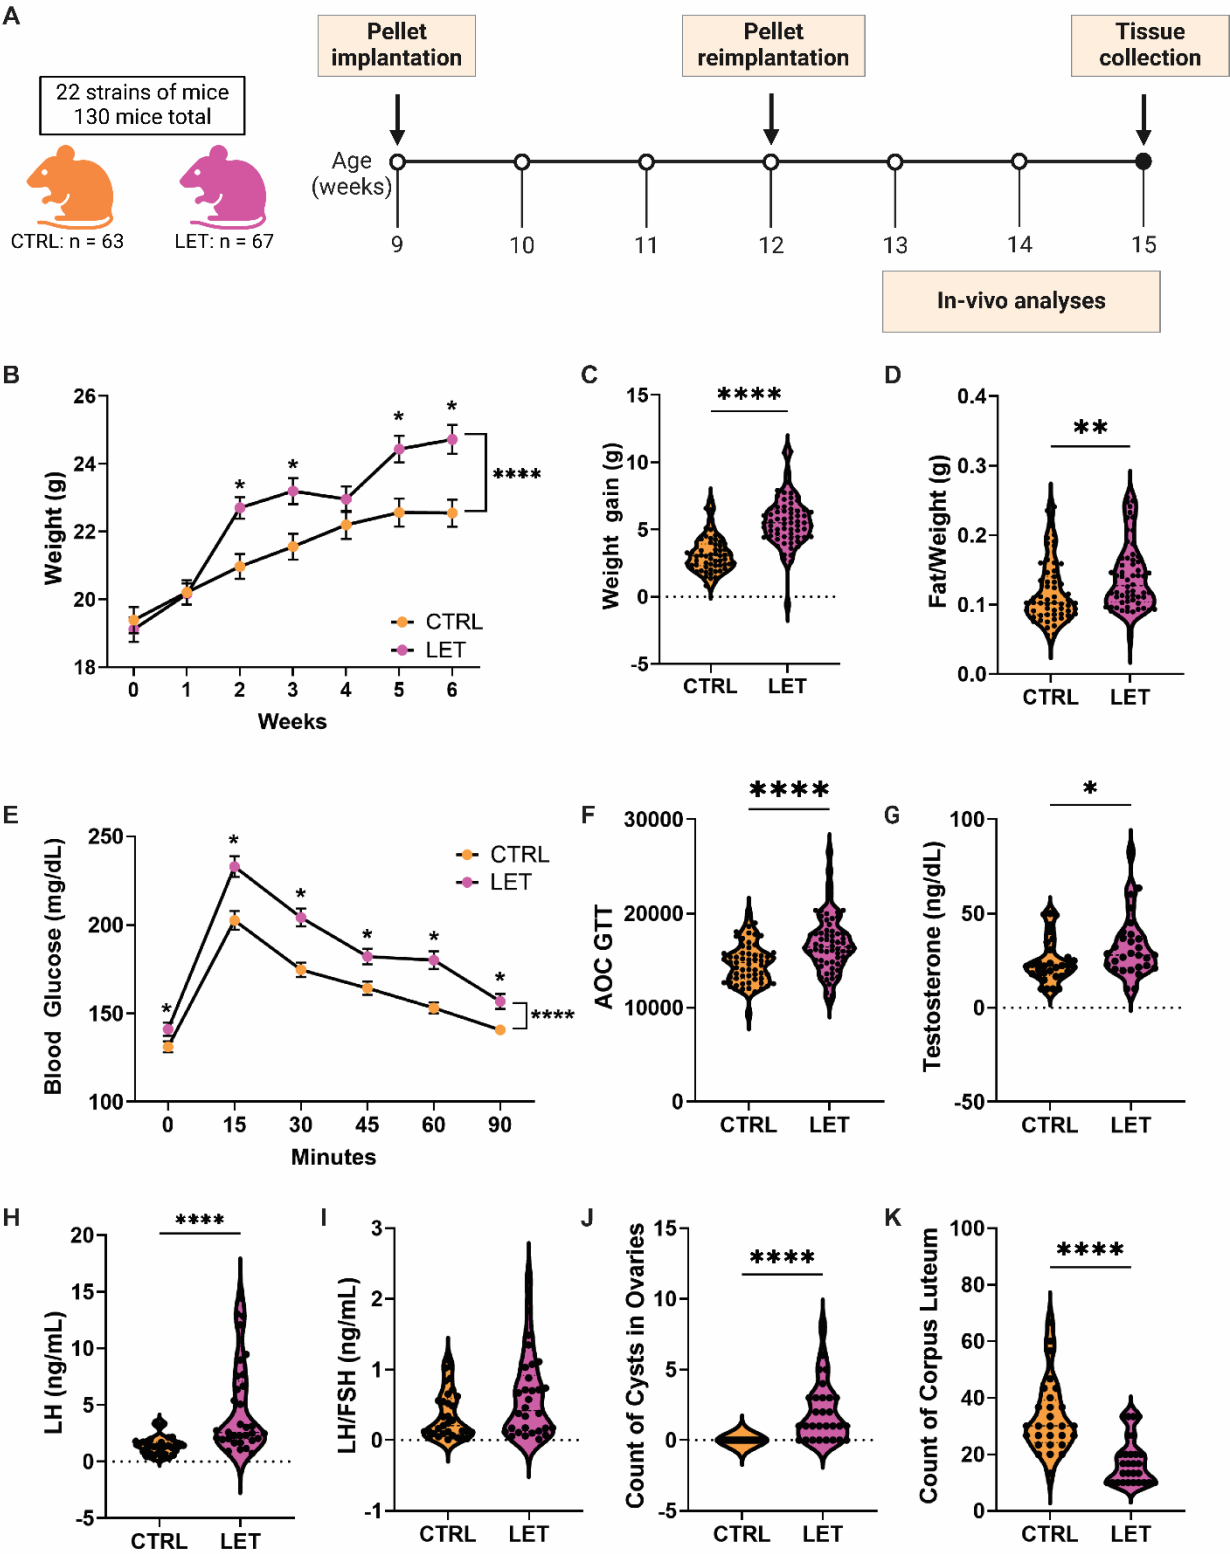 A
Pellet
implantation
Pellet
reimplantation
Tissue
collection
22 strains of mice
130 mice total
CTRL: n = 63
LET: n = 67
Age
(weeks)
9
10
11
12
13
14
15
In-vivo analyses
B
Weight (g)
26
24
22
20
18
*
*
*
*
****
CTRL
LET
0
1
2
3
4
5
6
Weeks
C
Weight gain (g)
15
10
5
0
-5
****
CTRL
LET
D
Fat/Weight (g)
0.4
0.3
0.2
0.1
0.0
**
CTRL
LET
E
Blood Glucose (mg/dL)
250
200
150
100
*
*
*
*
*
*
****
CTRL
LET
0
15
30
45
60
90
Minutes
F
AOC GTT
30000
20000
10000
0
****
CTRL
LET
G
Testosterone (ng/dL)
100
50
0
-50
*
CTRL
LET
H
LH (ng/mL)
20
15
10
5
0
-5
****
CTRL
LET
I
LH/FSH (ng/mL)
3
2
1
0
-1
CTRL
LET
J
Count of Cysts in Ovaries
15
10
5
0
-5
****
CTRL
LET
K
Count of Corpus Luteum
100
80
60
40
20
0
****
CTRL
LET